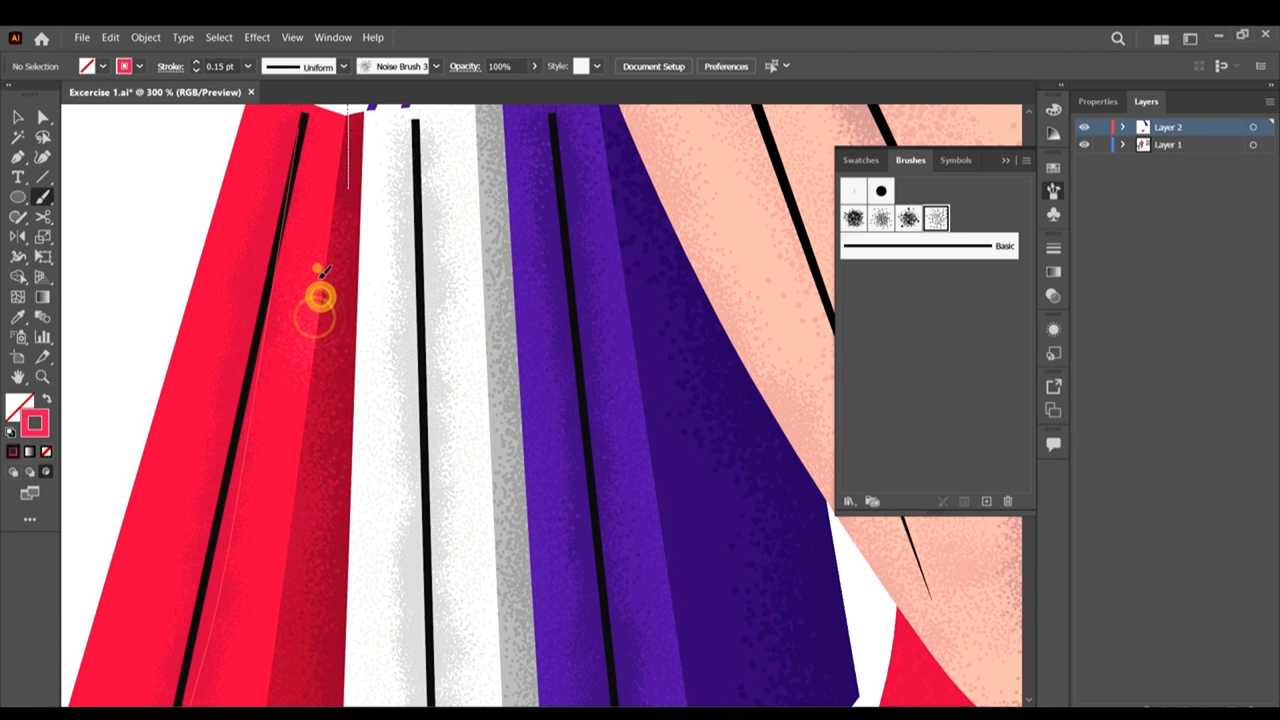 Ai File Edit Object Type Select Effect View Window Help
No Selection Stroke: 0.15 pt Uniform Noise Brush 3 Opacity: 100% Style: Document Setup Preferences
Excercise 1.ai* @ 300 % (RGB/Preview) ×
Properties Layers
Layer 2
Layer 1
Swatches Brushes Symbols
Basic